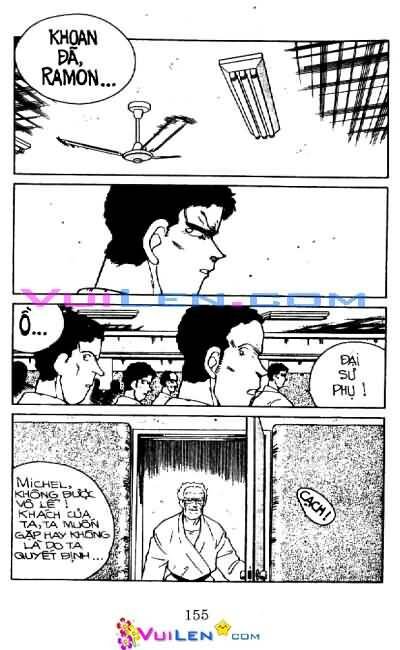 KHOAN
ĐÃ,
RAMON...
VUILEN.COM
Ồ...
ĐẠI
SƯ
PHỤ!
MICHEL,
KHÔNG ĐƯỢC
VÔ LỄ!
KHÁCH CỦA
TA, TA MUỐN
GẶP HAY KHÔNG
LÀ DO TA
QUYẾT ĐỊNH...
CẠCH!
155
VUILEN.COM